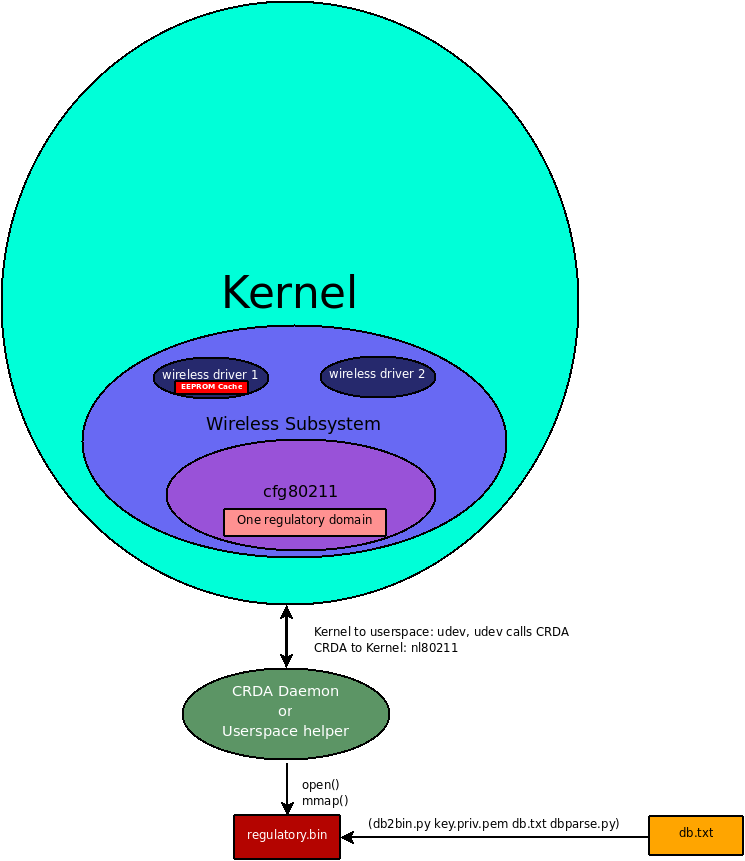 Kernel
wireless driver 1
EEPROM Cache
wireless driver 2
Wireless Subsystem
cfg80211
One regulatory domain
Kernel to userspace: udev, udev calls CRDA
CRDA to Kernel: nl80211
CRDA Daemon
or
Userspace helper
open()
mmap()
(db2bin.py key.priv.pem db.txt dbparse.py)
regulatory.bin
db.txt